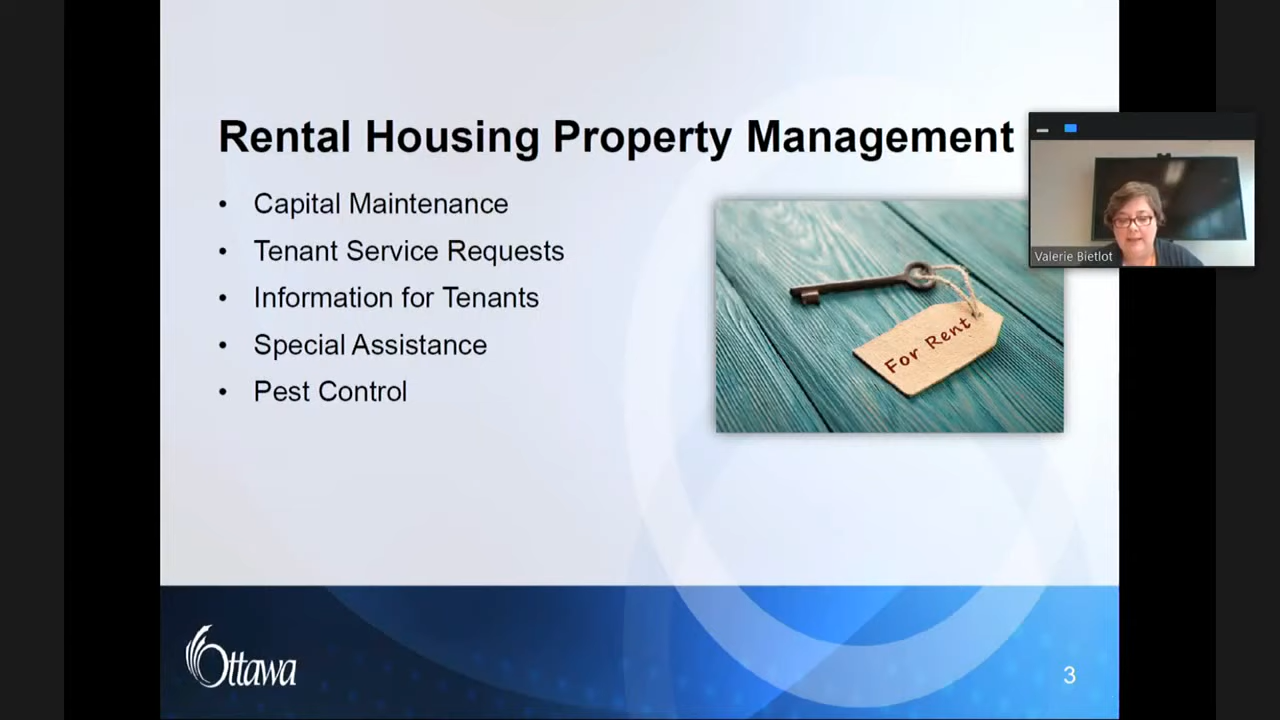 Rental Housing Property Management
• Capital Maintenance
• Tenant Service Requests
• Information for Tenants
• Special Assistance
• Pest Control
For Rent
Valerie Bietlot
Ottawa
3